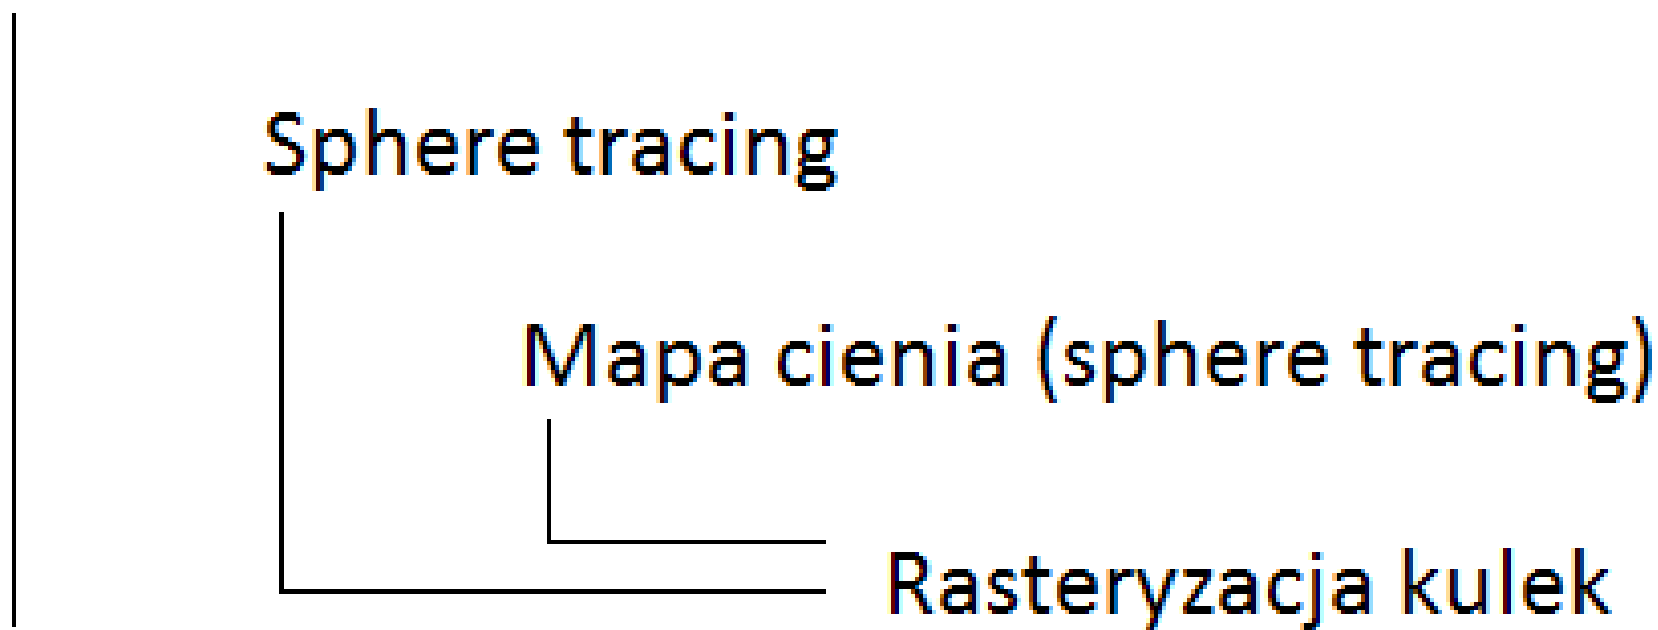 Sphere tracing
Mapa cienia (sphere tracing)
Rasteryzacja kulek